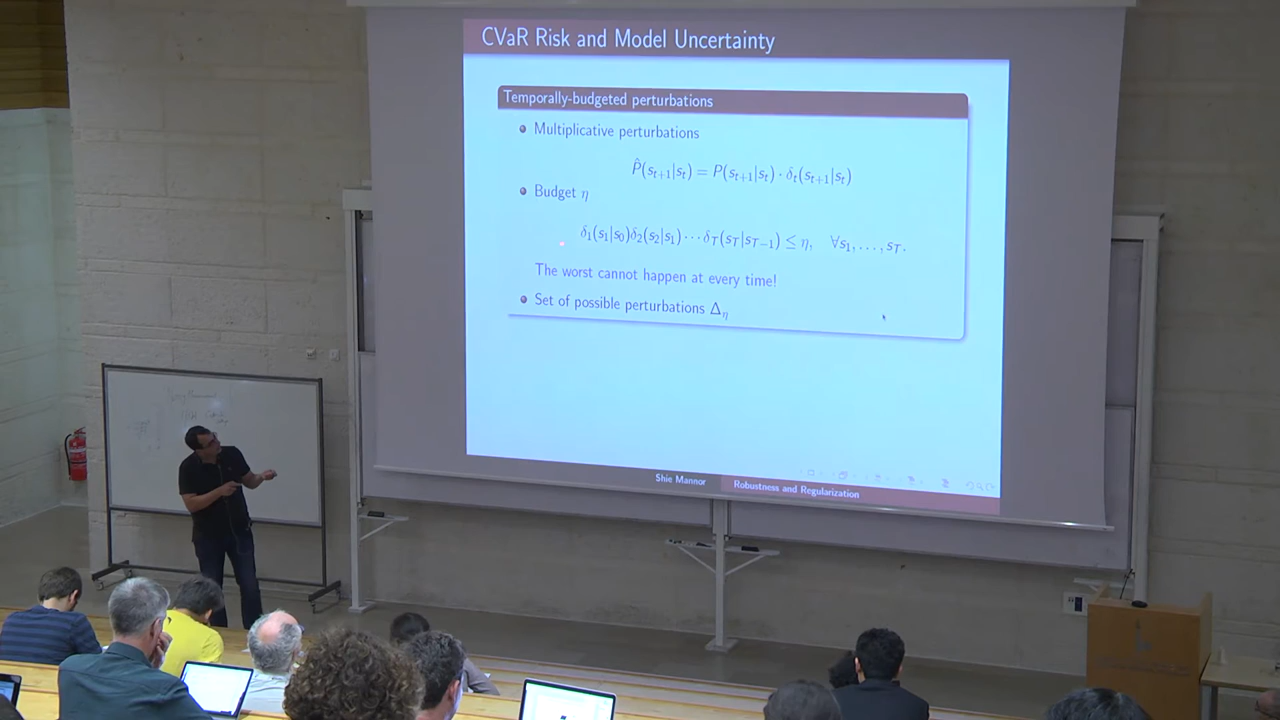 CVaR Risk and Model Uncertainty
Temporally-budgeted perturbations
Multiplicative perturbations
P̂(s_{t+1}|s_t) = P(s_{t+1}|s_t) · δ_t(s_{t+1}|s_t)
Budget η
δ_1(s_1|s_0)δ_2(s_2|s_1) ··· δ_T(s_T|s_{T−1}) ≤ η, ∀s_1, ..., s_T.
The worst cannot happen at every time!
Set of possible perturbations Δ_η
Shie Mannor Robustness and Regularization